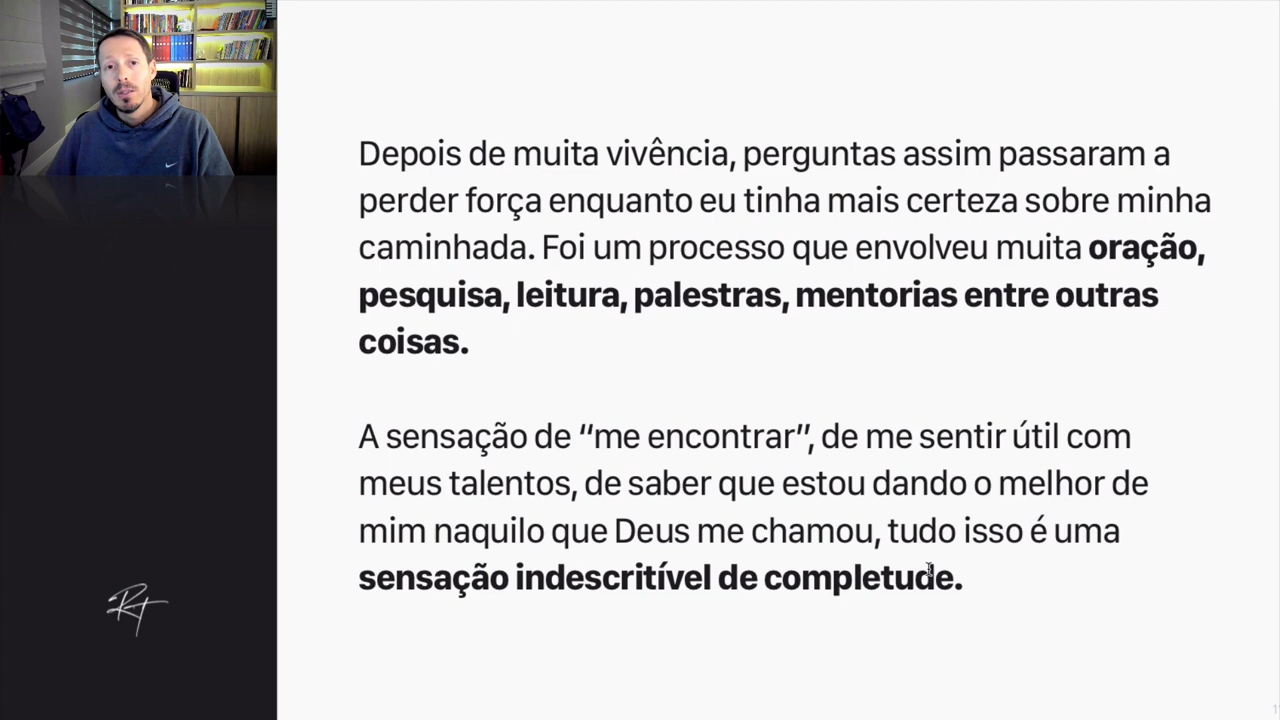 Depois de muita vivência, perguntas assim passaram a
perder força enquanto eu tinha mais certeza sobre minha
caminhada. Foi um processo que envolveu muita oração,
pesquisa, leitura, palestras, mentorias entre outras
coisas.
A sensação de “me encontrar”, de me sentir útil com
meus talentos, de saber que estou dando o melhor de
mim naquilo que Deus me chamou, tudo isso é uma
sensação indescritível de completude.
RT